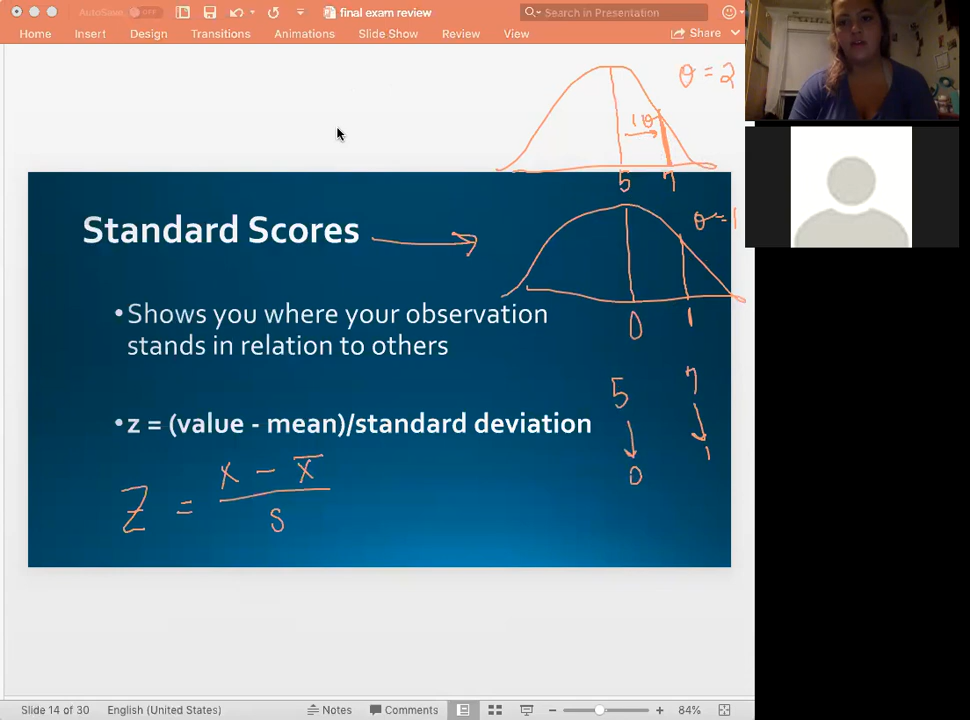 AutoSave OFF
final exam review
Search in Presentation
Home Insert Design Transitions Animations Slide Show Review View Share
σ = 2
1σ
5 7
Standard Scores
σ = 1
0 1
•Shows you where your observation
stands in relation to others
5 7
•z = (value - mean)/standard deviation
0 1
Z = x - x̅ / s
Slide 14 of 30 English (United States) Notes Comments 84%